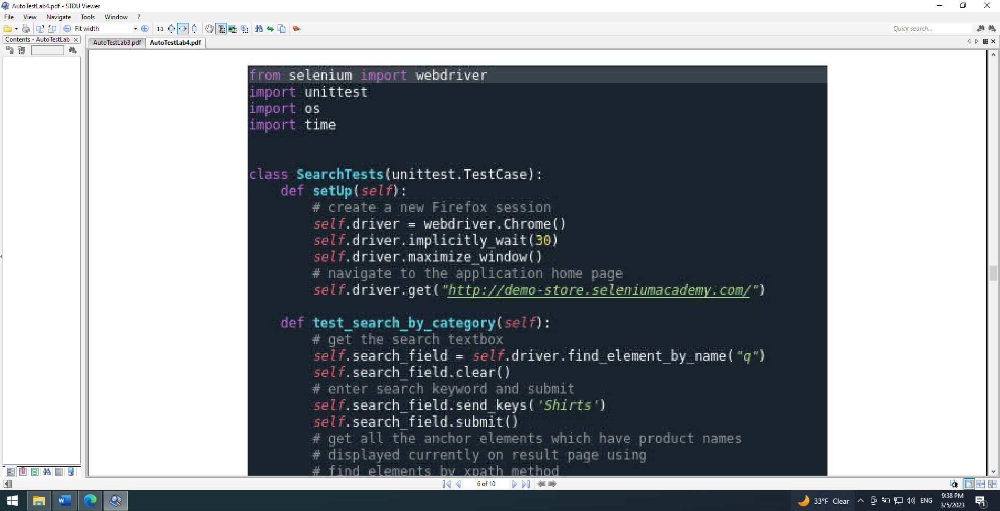 AutoTestLab4.pdf - STDU Viewer
File View Navigate Tools Window ?
Fit width 1:1 Quick search...
Contents - AutoTestLab
AutoTestLab3.pdf AutoTestLab4.pdf
from selenium import webdriver
import unittest
import os
import time
class SearchTests(unittest.TestCase):
    def setUp(self):
        # create a new Firefox session
        self.driver = webdriver.Chrome()
        self.driver.implicitly_wait(30)
        self.driver.maximize_window()
        # navigate to the application home page
        self.driver.get("http://demo-store.seleniumacademy.com/")
    def test_search_by_category(self):
        # get the search textbox
        self.search_field = self.driver.find_element_by_name("q")
        self.search_field.clear()
        # enter search keyword and submit
        self.search_field.send_keys('Shirts')
        self.search_field.submit()
        # get all the anchor elements which have product names
        # displayed currently on result page using
        # find elements by xpath method
6 of 10
33°F Clear
ENG
9:38 PM
3/5/2023
1